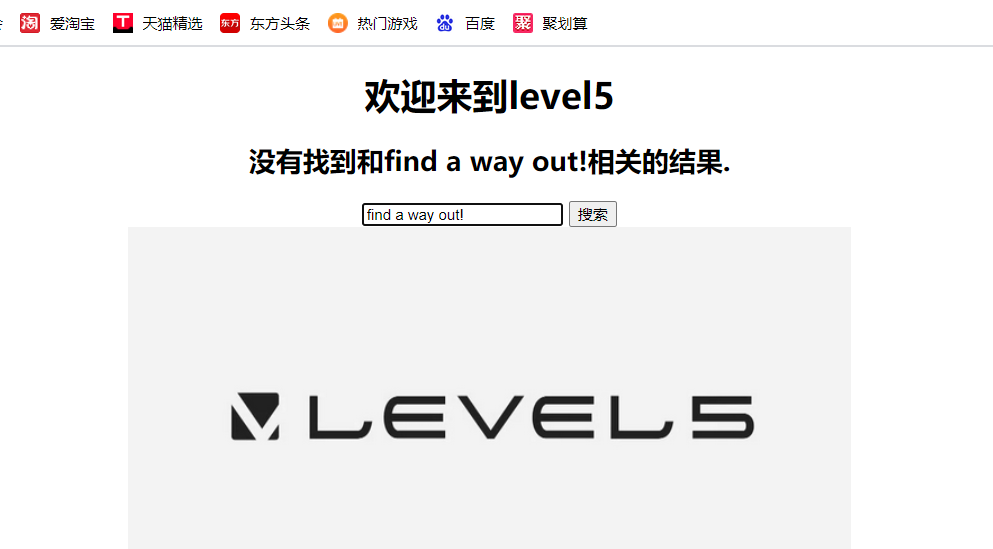 爱淘宝 天猫精选 东方头条 热门游戏 百度 聚划算
欢迎来到level5
没有找到和find a way out!相关的结果.
find a way out! 搜索
LEVEL5